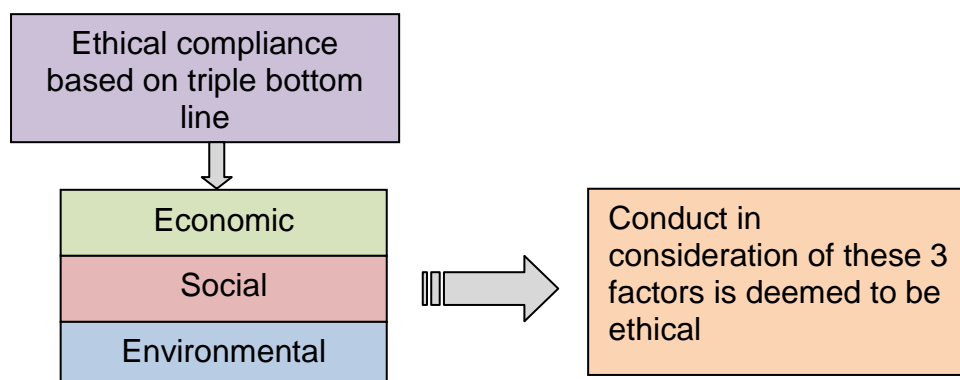 Ethical compliance
based on triple bottom
line
Economic
Social
Environmental
Conduct in
consideration of these 3
factors is deemed to be
ethical